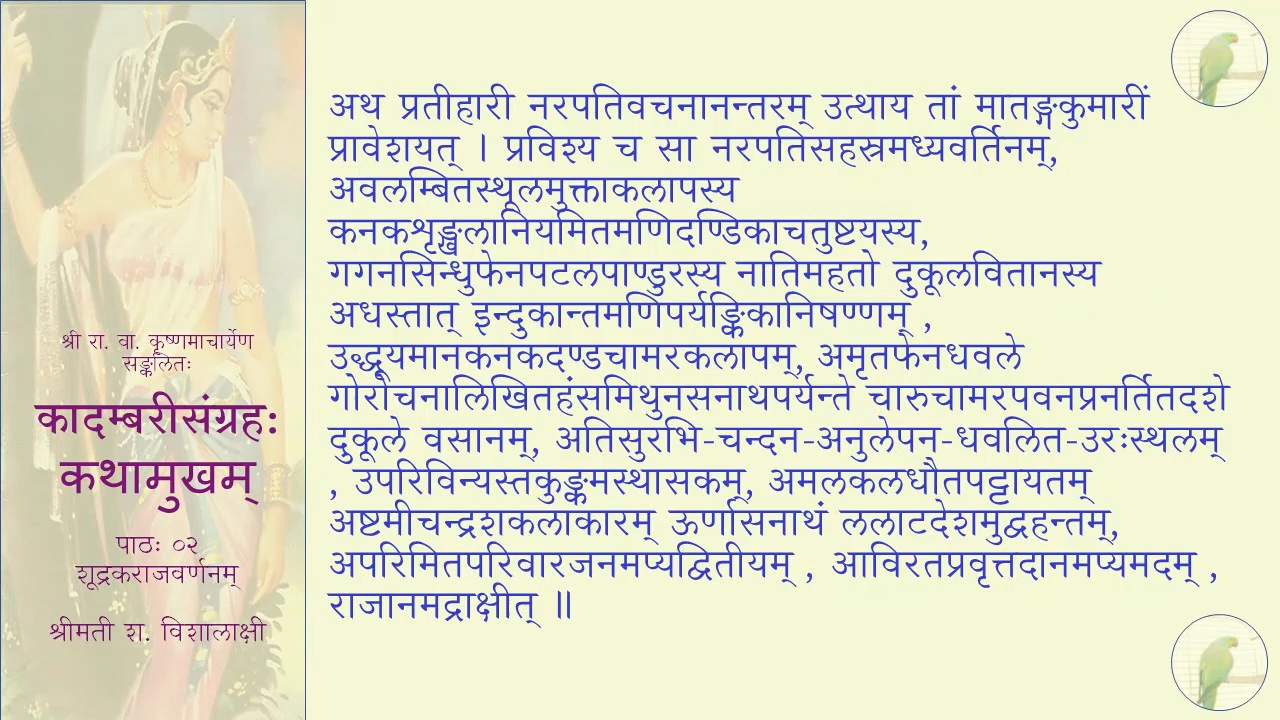 श्री रा. वा. कृष्णमाचार्येण
सङ्कलितः
कादम्बरीसंग्रहः
कथामुखम्
पाठः ०२
शूद्रकराजवर्णनम्
श्रीमती श. विशालाक्षी
अथ प्रतीहारी नरपतिवचनानन्तरम् उत्थाय तां मातङ्गकुमारीं
प्रावेशयत् । प्रविश्य च सा नरपतिसहस्रमध्यवर्तिनम्,
अवलम्बितस्थूलमुक्ताकलापस्य
कनकशृङ्खलानियमितमणिदण्डिकाचतुष्टयस्य,
गगनसिन्धुफेनपटलपाण्डुरस्य नातिमहतो दुकूलवितानस्य
अधस्तात् इन्दुकान्तमणिपर्यङ्किकानिषण्णम् ,
उद्धूयमानकनकदण्डचामरकलापम्, अमृतफेनधवले
गोरोचनालिखितहंसमिथुनसनाथपर्यन्ते चारुचामरपवनप्रनर्तितदशे
दुकूले वसानम्, अतिसुरभि-चन्दन-अनुलेपन-धवलित-उरःस्थलम्
, उपरिविन्यस्तकुङ्कुमस्थासकम्, अमलकलधौतपट्टायतम्
अष्टमीचन्द्रशकलाकारम् ऊर्णासनाथं ललाटदेशमुद्वहन्तम्,
अपरिमितपरिवारजनमप्यद्वितीयम् , आविरतप्रवृत्तदानमप्यमदम् ,
राजानमद्राक्षीत् ॥